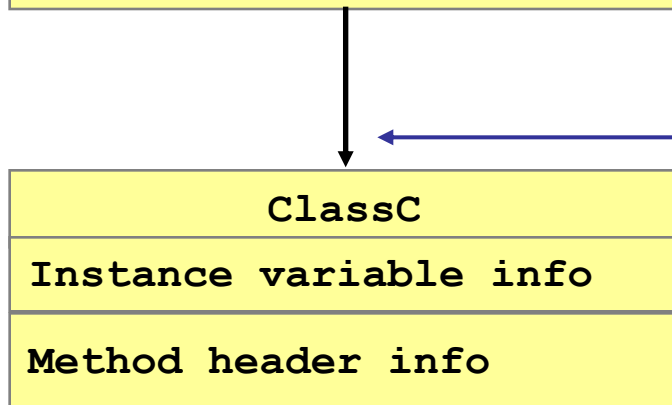 ClassC
Instance variable info
Method header info